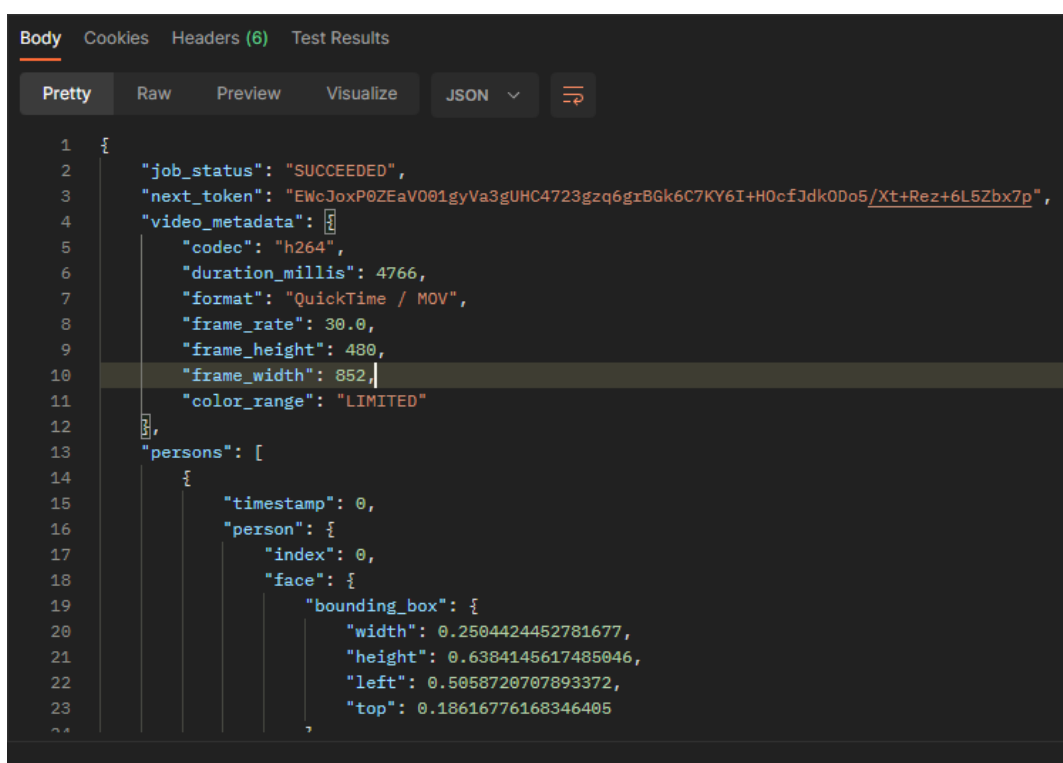 Body Cookies Headers (6) Test Results
Pretty Raw Preview Visualize JSON
1 {
2 "job_status": "SUCCEEDED",
3 "next_token": "EWcJoxP0ZEaVO01gyVa3gUHC4723gzq6grBGk6C7KY6I+HOcfJdkODo5/Xt+Rez+6L5Zbx7p",
4 "video_metadata": {
5 "codec": "h264",
6 "duration_millis": 4766,
7 "format": "QuickTime / MOV",
8 "frame_rate": 30.0,
9 "frame_height": 480,
10 "frame_width": 852,
11 "color_range": "LIMITED"
12 },
13 "persons": [
14 {
15 "timestamp": 0,
16 "person": {
17 "index": 0,
18 "face": {
19 "bounding_box": {
20 "width": 0.2504424452781677,
21 "height": 0.6384145617485046,
22 "left": 0.5058720707893372,
23 "top": 0.18616776168346405